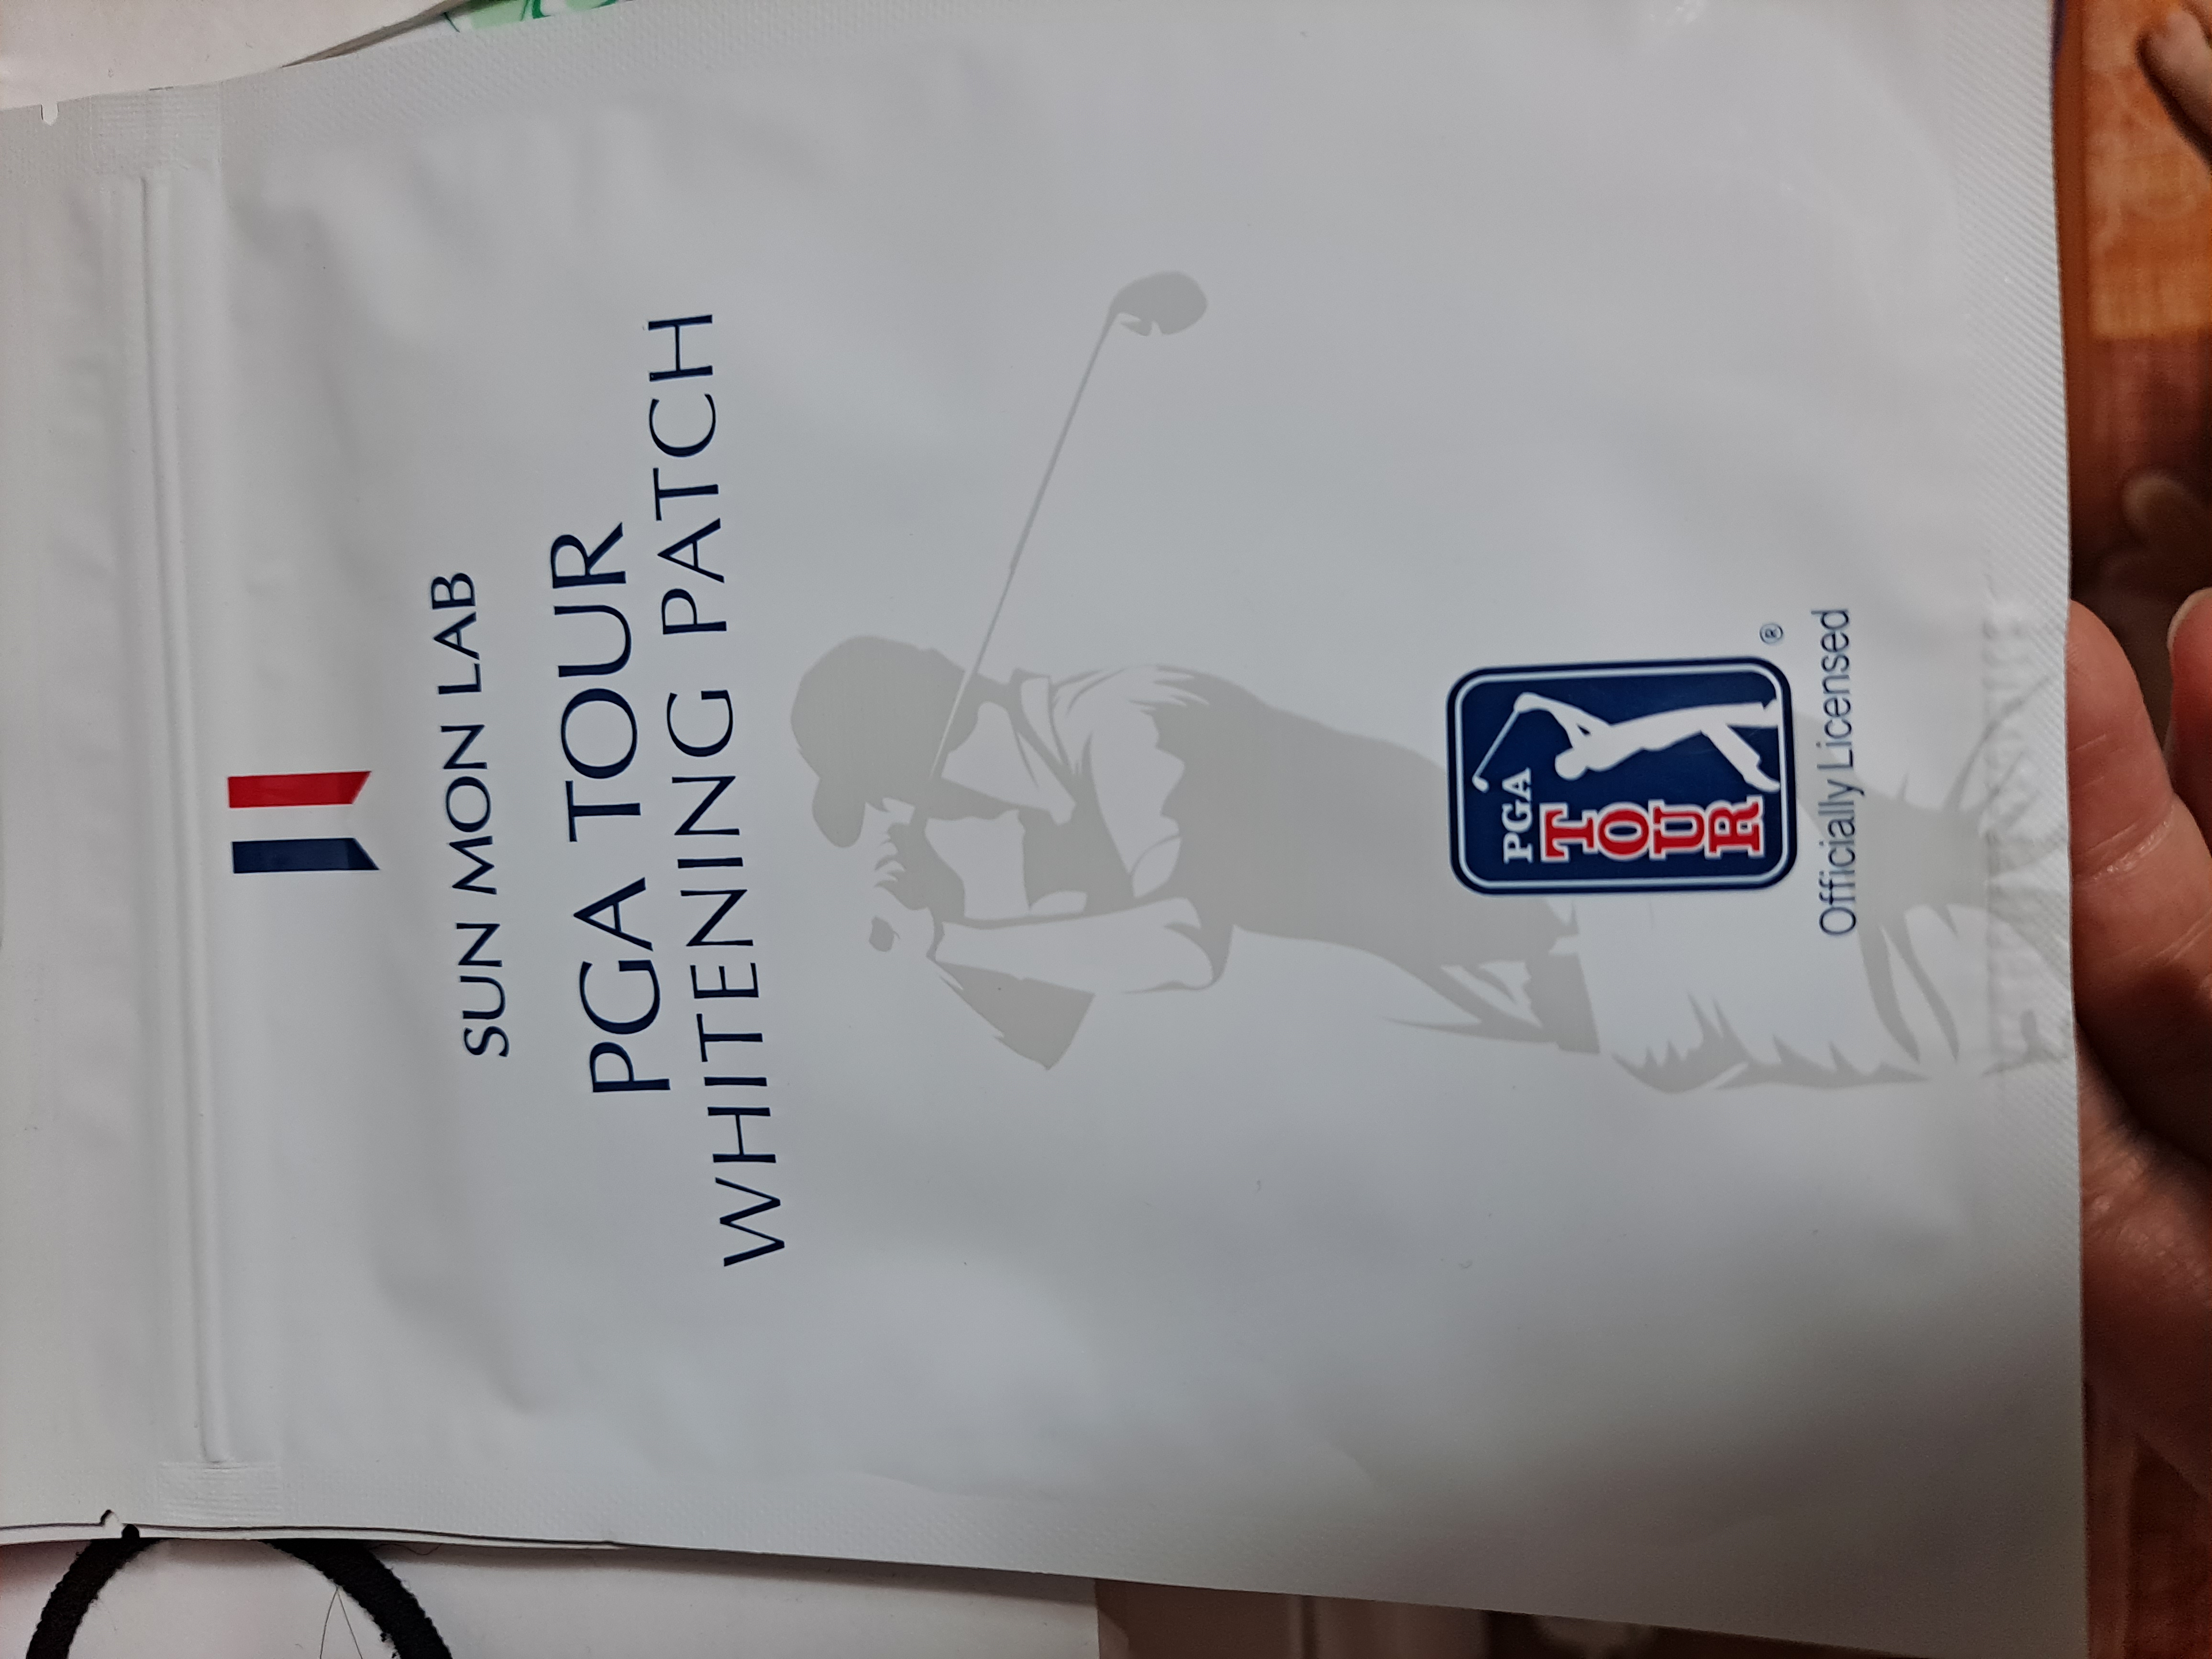 SUN MON LAB
PGA TOUR
WHITENING PATCH
PGA
TOUR
®
Officially Licensed